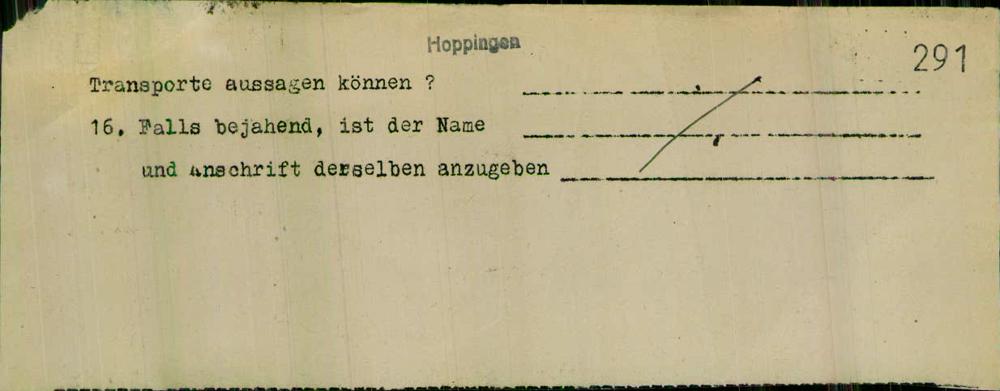 Hoppingen
291
Transporte aussagen können ?
16. Falls bejahend, ist der Name
und Anschrift derselben anzugeben